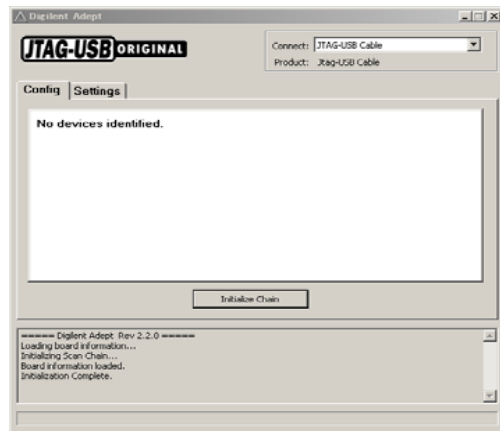 Digilent Adept
JTAG-USB ORIGINAL
Connect: JTAG-USB Cable
Product: Jtag-USB Cable
Config Settings
No devices identified.
Initialize Chain
===== Digilent Adept Rev 2.2.0 =====
Loading board information...
Initializing Scan Chain...
Board information loaded.
Initialization Complete.